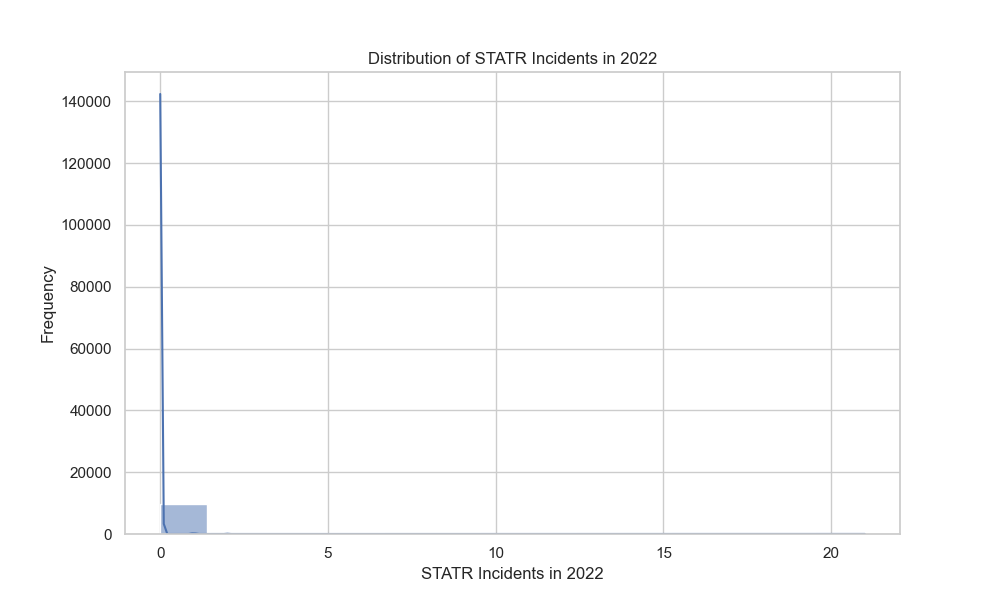 Distribution of STATR Incidents in 2022
140000
120000
100000
80000
60000
40000
20000
0
Frequency
0 5 10 15 20
STATR Incidents in 2022